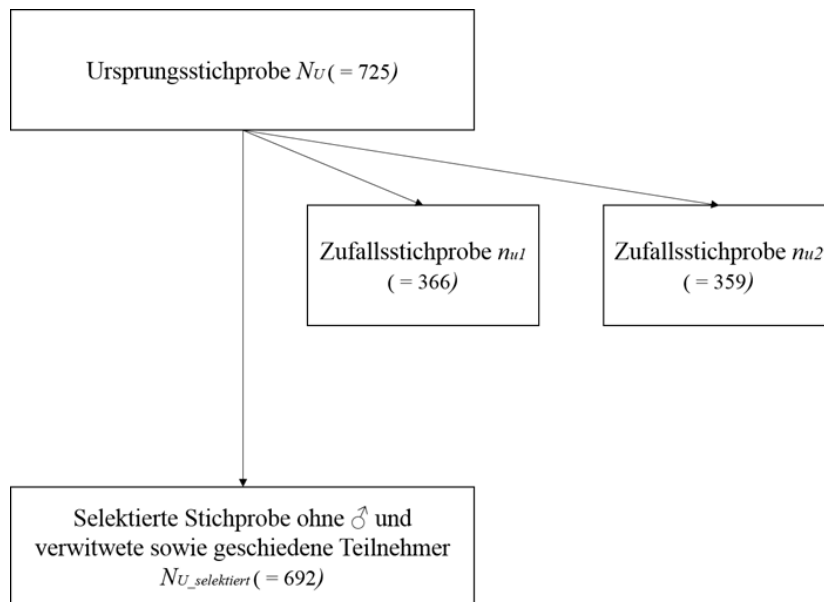 Ursprungsstichprobe NU ( = 725)
Zufallsstichprobe nu1
( = 366)
Zufallsstichprobe nu2
( = 359)
Selektierte Stichprobe ohne ♂ und
verwitwete sowie geschiedene Teilnehmer
NU_selektiert ( = 692)